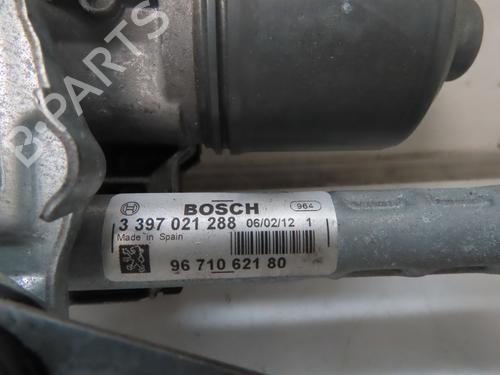 B-PARTS
BOSCH 964
3 397 021 288 06/02/12 1
Made in Spain
96 710 621 80